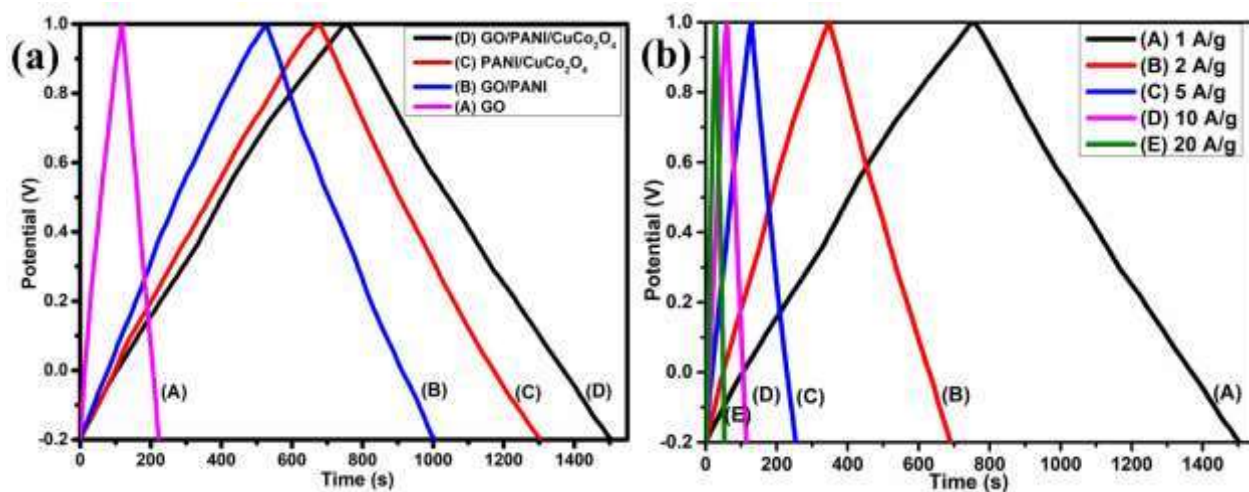 (a)
(D) GO/PANI/CuCo₂O₄
(C) PANI/CuCo₂O₄
(B) GO/PANI
(A) GO
1.0
0.8
0.6
0.4
0.2
0.0
-0.2
Potential (V)
(A)
(B)
(C)
(D)
0 200 400 600 800 1000 1200 1400
Time (s)
(b)
(A) 1 A/g
(B) 2 A/g
(C) 5 A/g
(D) 10 A/g
(E) 20 A/g
1.0
0.8
0.6
0.4
0.2
0.0
-0.2
Potential (V)
(E)
(D)
(C)
(B)
(A)
0 200 400 600 800 1000 1200 1400
Time (s)